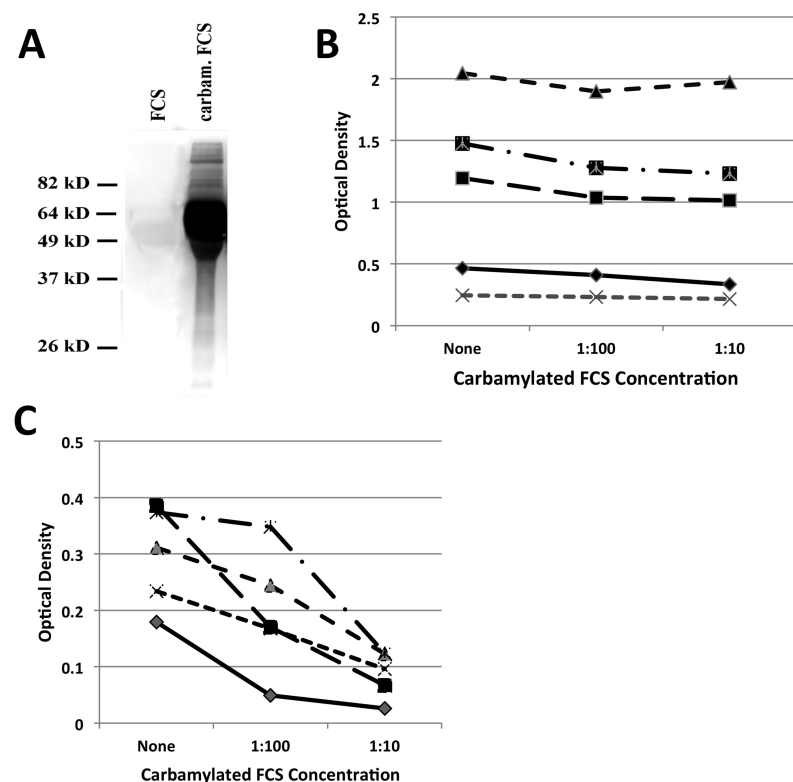 A
FCS
carbam. FCS
82 kD
64 kD
49 kD
37 kD
26 kD
B
2.5
2
1.5
1
0.5
0
Optical Density
None 1:100 1:10
Carbamylated FCS Concentration
C
0.5
0.4
0.3
0.2
0.1
0
Optical Density
None 1:100 1:10
Carbamylated FCS Concentration